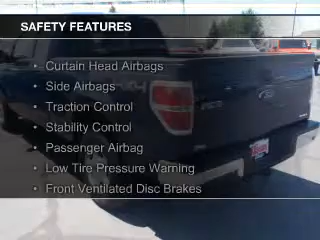 SAFETY FEATURES
• Curtain Head Airbags
• Side Airbags
• Traction Control
• Stability Control
• Passenger Airbag
• Low Tire Pressure Warning
• Front Ventilated Disc Brakes